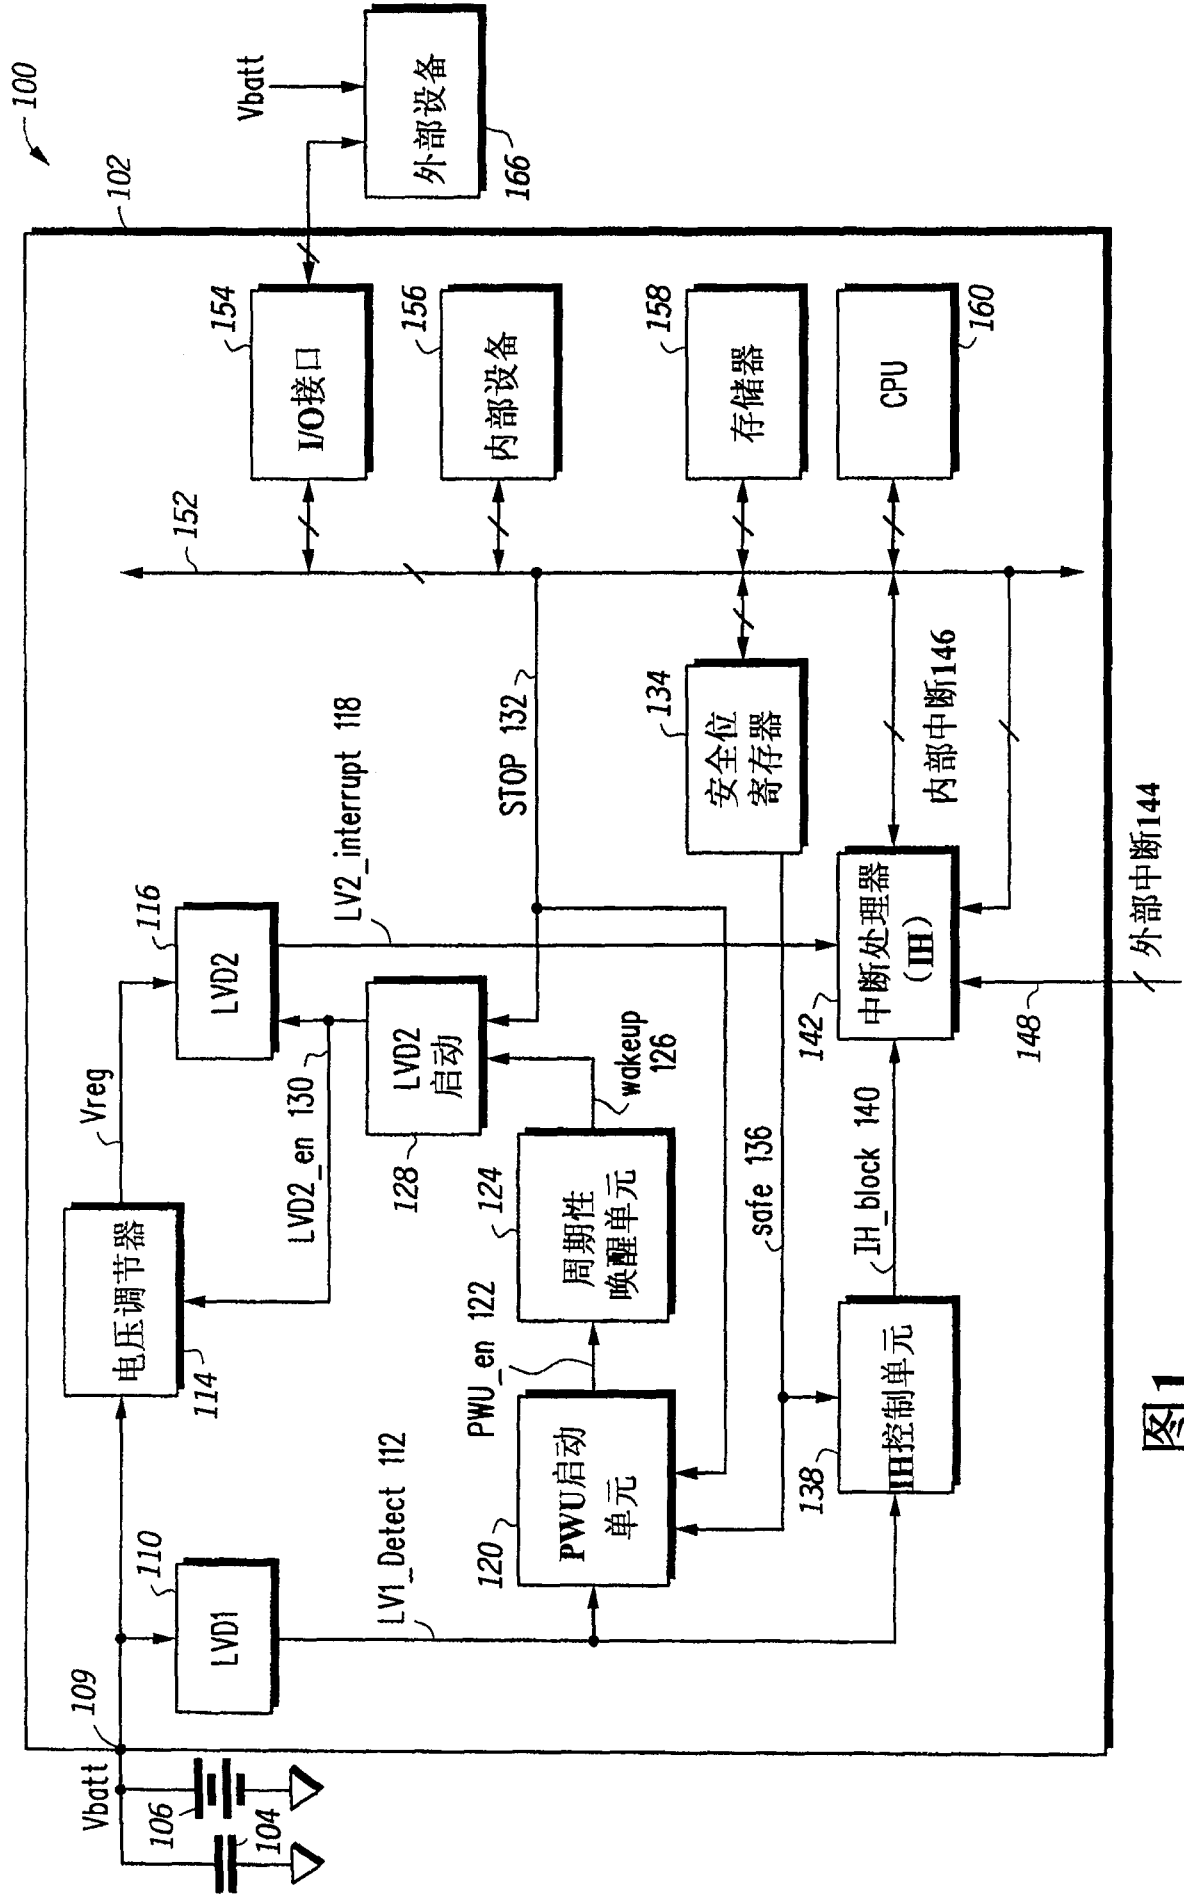 100
102
Vbatt
外部设备
166
154
I/O接口
156
内部设备
158
存储器
160
CPU
152
STOP 132
134
安全位
寄存器
内部中断146
116
LVD2
LV2_interrupt 118
中断处理器
(IH)
142
148
外部中断144
Vreg
LVD2_en 130
LVD2
启动
128
wakeup
126
124
周期性
唤醒单元
safe 136
IH_block 140
电压调节器
114
PWU_en 122
PWU启动
单元
120
IH控制单元
138
110
LVD1
LV1_Detect 112
109
Vbatt
106
104
图1